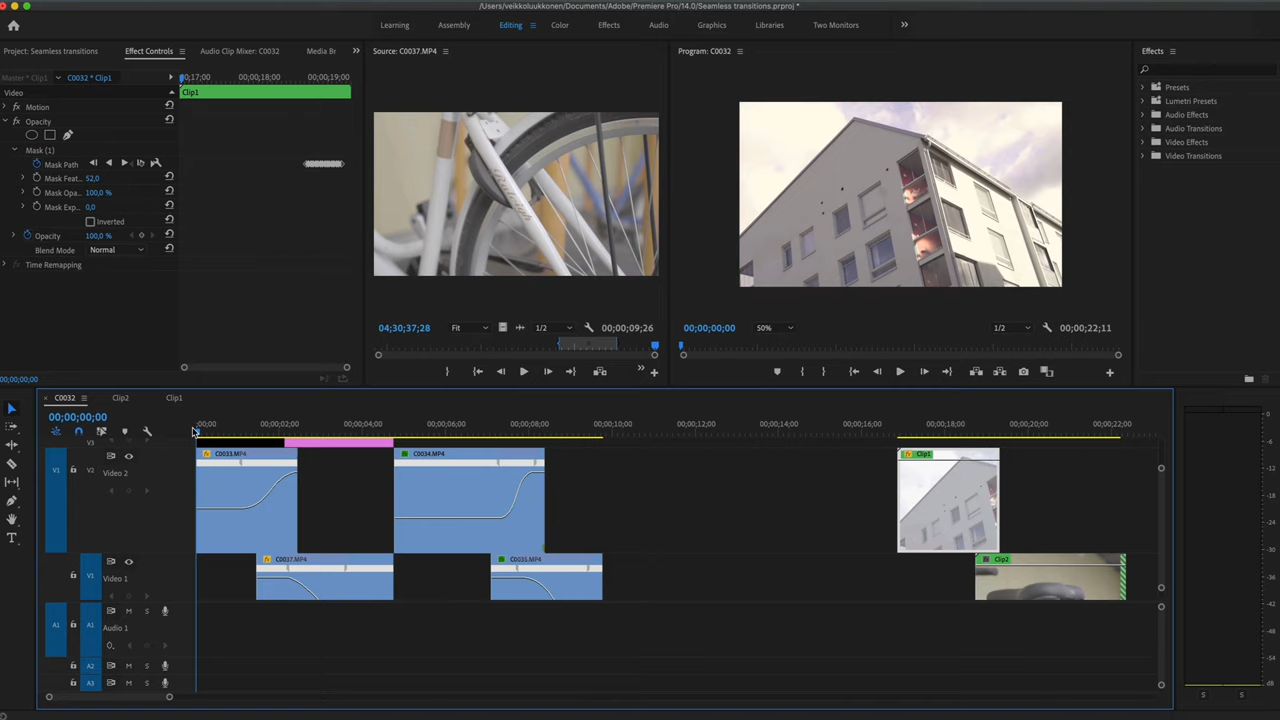 /Users/veikkoluukkonen/Documents/Adobe/Premiere Pro/14.0/Seamless transitions.prproj *
Learning Assembly Editing Color Effects Audio Graphics Libraries Two Monitors
Project: Seamless transitions Effect Controls Audio Clip Mixer: C0032 Media Br
Source: C0037.MP4
Program: C0032
Effects
Master * Clip1 C0032 * Clip1
00:17:00 00;00;18;00 00;00;19;00
Video
Clip1
Motion
Opacity
Mask (1)
Mask Path
Mask Feat... 52,0
Mask Opa... 100,0 %
Mask Exp... 0,0
Inverted
Opacity 100,0 %
Blend Mode Normal
Time Remapping
00;00;00;00
Presets
Lumetri Presets
Audio Effects
Audio Transitions
Video Effects
Video Transitions
04;30;37;28 Fit 1/2 00;00;09;26
00;00;00;00 50% 1/2 00;00;22;11
C0032 Clip2 Clip1
00;00;00;00
;00;00 00;00;02;00 00;00;04;00 00;00;06;00 00;00;08;00 00;00;10;00 00;00;12;00 00;00;14;00 00;00;16;00 00;00;18;00 00;00;20;00 00;00;22;00
V3
V1 V2 Video 2
C0033.MP4 C0034.MP4 Clip1
V1 Video 1
C0037.MP4 C0035.MP4 Clip2
A1 A1 M S
Audio 1
A2 M S
A3 M S
-18
-24
-30
-36
-42
-48
-54
dB
S S